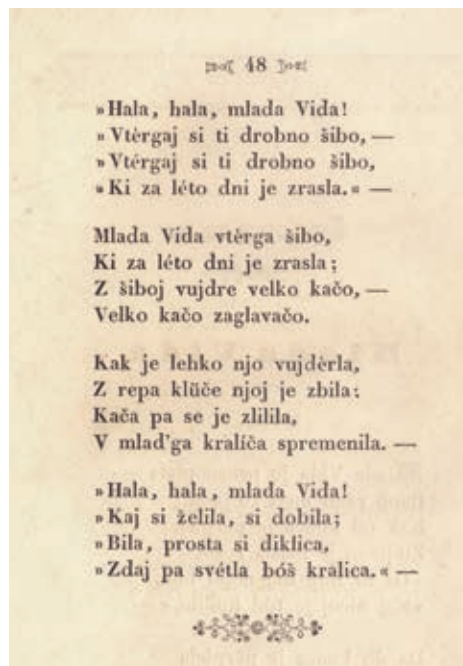 48
»Hala, hala, mlada Vida!
»Vtèrgaj si ti drobno šibo, —
»Vtérgaj si ti drobno šibo,
»Ki za léto dni je zrasla.« —
Mlada Vida vtèrga šibo,
Ki za léto dni je zrasla;
Z šiboj vujdre velko kačo, —
Velko kačo zaglavačo.
Kak je lehko njo vujdèrla,
Z repa klüče njoj je zbila:
Kača pa se je zlilila,
V mlad'ga kralíča spremenila. —
»Hala, hala, mlada Vida!
»Kaj si želila, si dobila;
»Bila, prosta si diklica,
»Zdaj pa svétla bóš kralica.« —